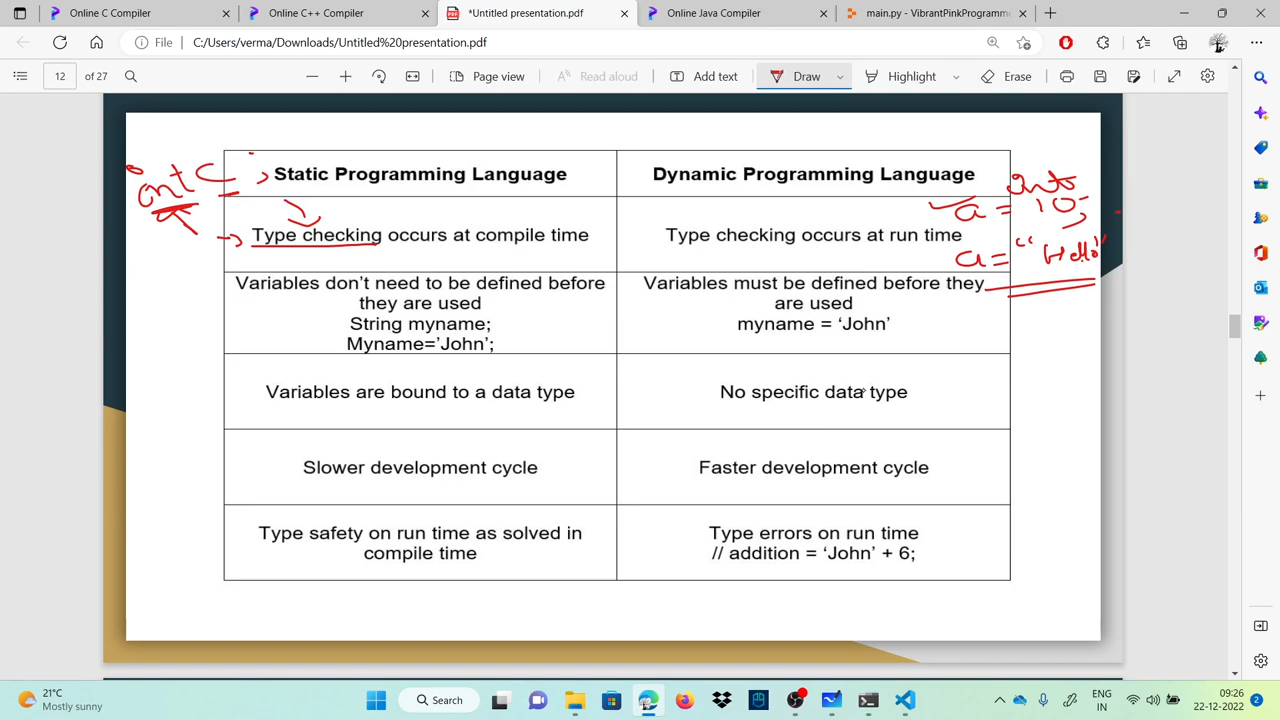 Online C Compiler
Online C++ Compiler
*Untitled presentation.pdf
Online Java Compiler
main.py - VibrantPinkProgramm
File
C:/Users/verma/Downloads/Untitled%20presentation.pdf
12 of 27
Page view
Read aloud
Add text
Draw
Highlight
Erase
int C ;
Static Programming Language
Dynamic Programming Language
into
a = 10;
Type checking occurs at compile time
Type checking occurs at run time
a = "Hello"
Variables don't need to be defined before
they are used
String myname;
Myname='John';
Variables must be defined before they
are used
myname = 'John'
Variables are bound to a data type
No specific data type
Slower development cycle
Faster development cycle
Type safety on run time as solved in
compile time
Type errors on run time
// addition = 'John' + 6;
21°C
Mostly sunny
Search
ENG
IN
09:26
22-12-2022
2